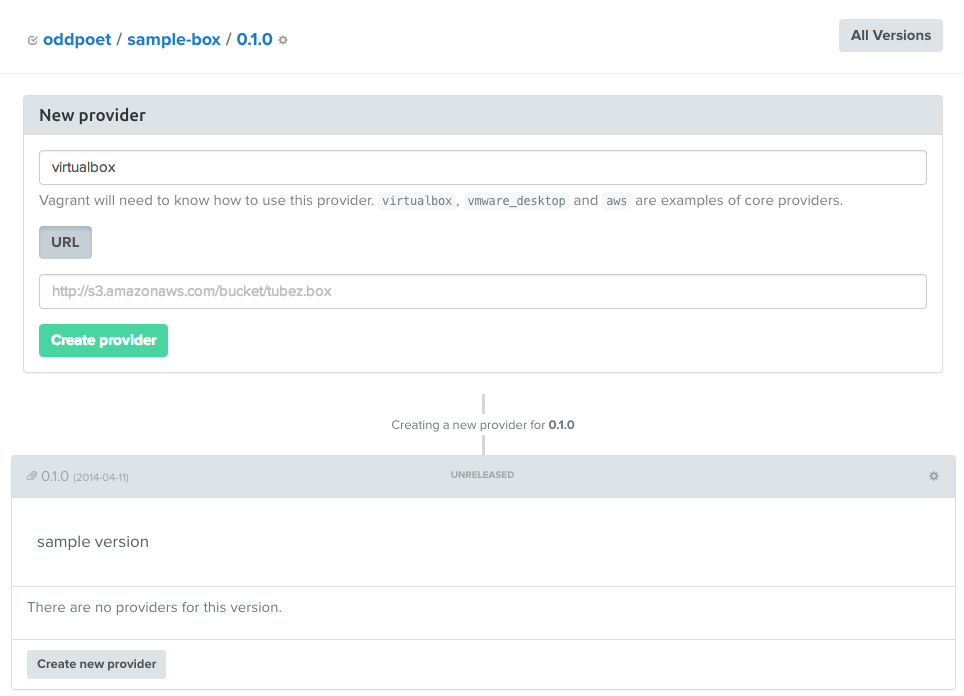 oddpoet / sample-box / 0.1.0
All Versions
New provider
virtualbox
Vagrant will need to know how to use this provider. virtualbox, vmware_desktop and aws are examples of core providers.
URL
http://s3.amazonaws.com/bucket/tubez.box
Create provider
Creating a new provider for 0.1.0
0.1.0 (2014-04-11)
UNRELEASED
sample version
There are no providers for this version.
Create new provider